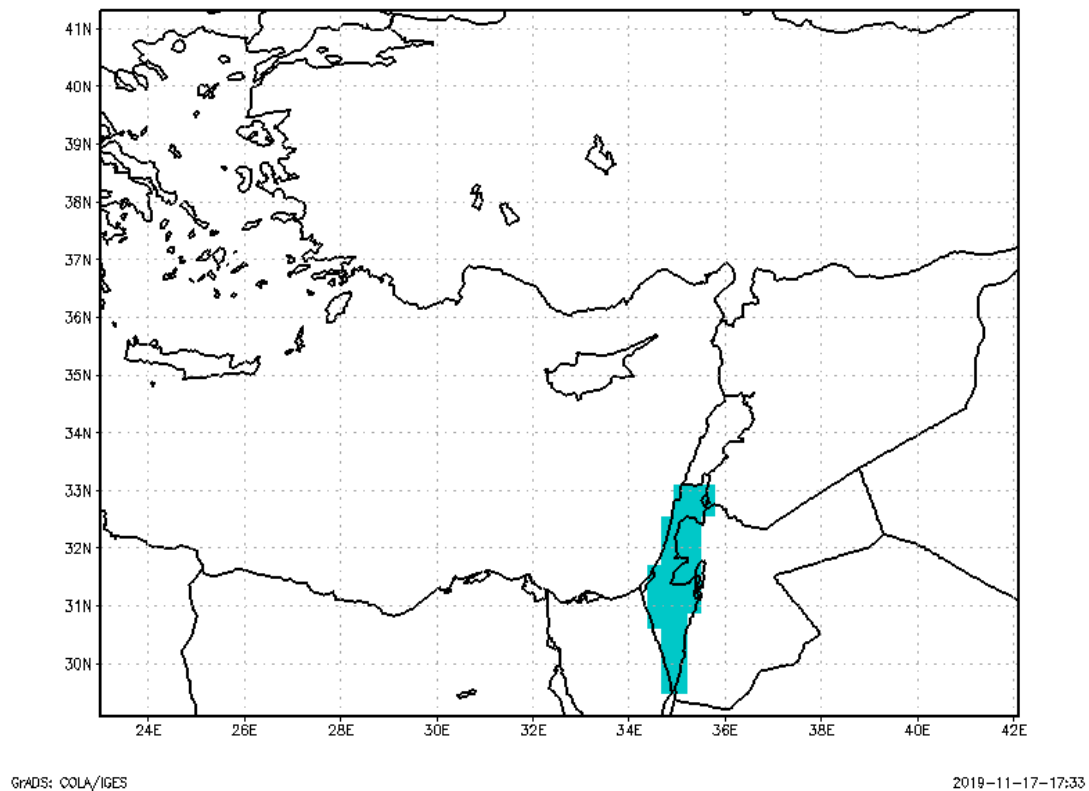 41N
40N
39N
38N
37N
36N
35N
34N
33N
32N
31N
30N
24E 26E 28E 30E 32E 34E 36E 38E 40E 42E
GrADS: COLA/IGES 2019-11-17-17:33